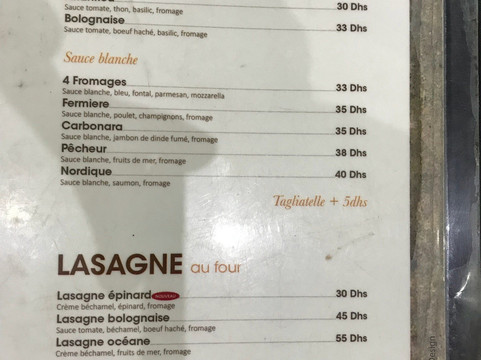 30 Dhs
Sauce tomate, thon, basilic, fromage
Bolognaise 33 Dhs
Sauce tomate, boeuf haché, basilic, fromage
Sauce blanche
4 Fromages 33 Dhs
Sauce blanche, bleu, fontal, parmesan, mozzarella
Fermiere 35 Dhs
Sauce blanche, poulet, champignons, fromage
Carbonara 35 Dhs
Sauce blanche, jambon de dinde fumé, fromage
Pêcheur 38 Dhs
Sauce blanche, fruits de mer, fromage
Nordique 40 Dhs
Sauce blanche, saumon, fromage
Tagliatelle + 5dhs
LASAGNE au four
Lasagne épinard NOUVEAU 30 Dhs
Crème béchamel, épinard, fromage
Lasagne bolognaise 45 Dhs
Sauce tomate, béchamel, boeuf haché, fromage
Lasagne océane 55 Dhs
Crème béchamel, fruits de mer, fromage